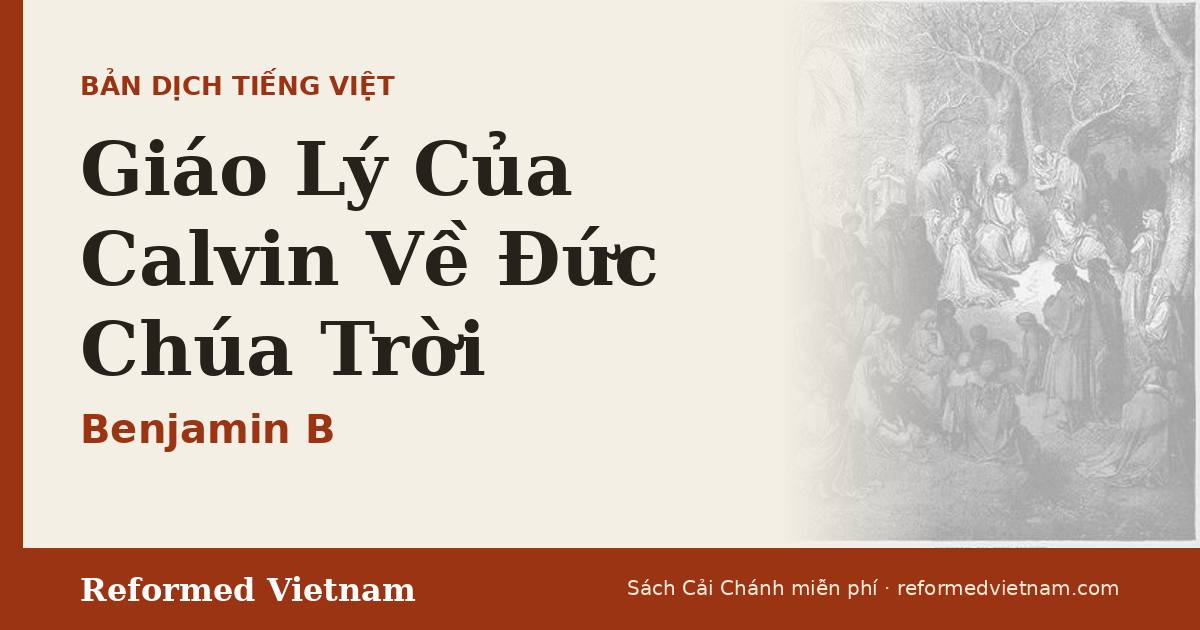 BẢN DỊCH TIẾNG VIỆT
Giáo Lý Của
Calvin Về Đức
Chúa Trời
Benjamin B
Reformed Vietnam
Sách Cải Chánh miễn phí · reformedvietnam.com